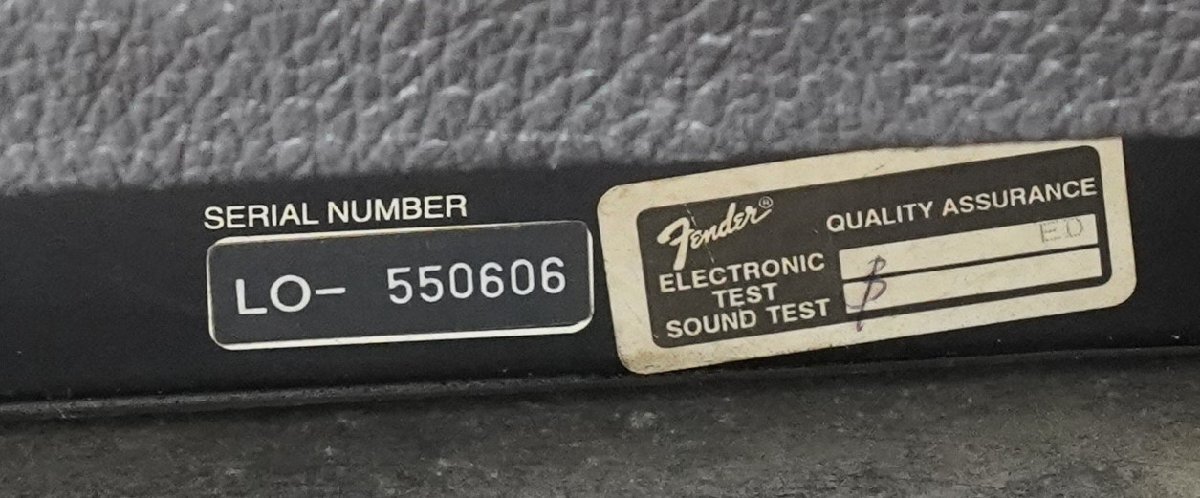 SERIAL NUMBER
LO- 550606
Fender®
QUALITY ASSURANCE
ELECTRONIC TEST
ED
SOUND TEST